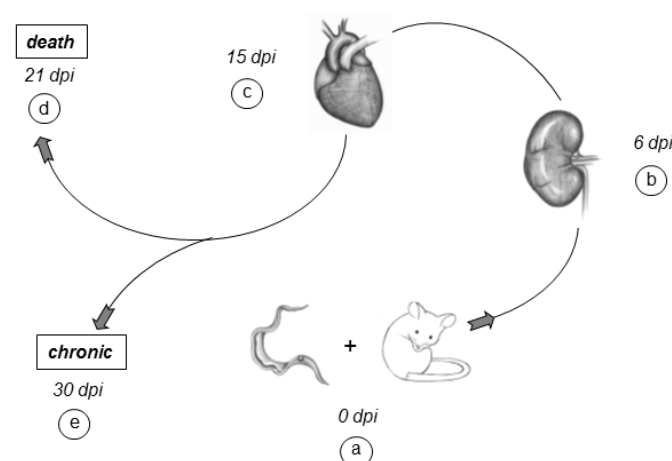 death
21 dpi
d
15 dpi
c
6 dpi
b
chronic
30 dpi
e
+
0 dpi
a